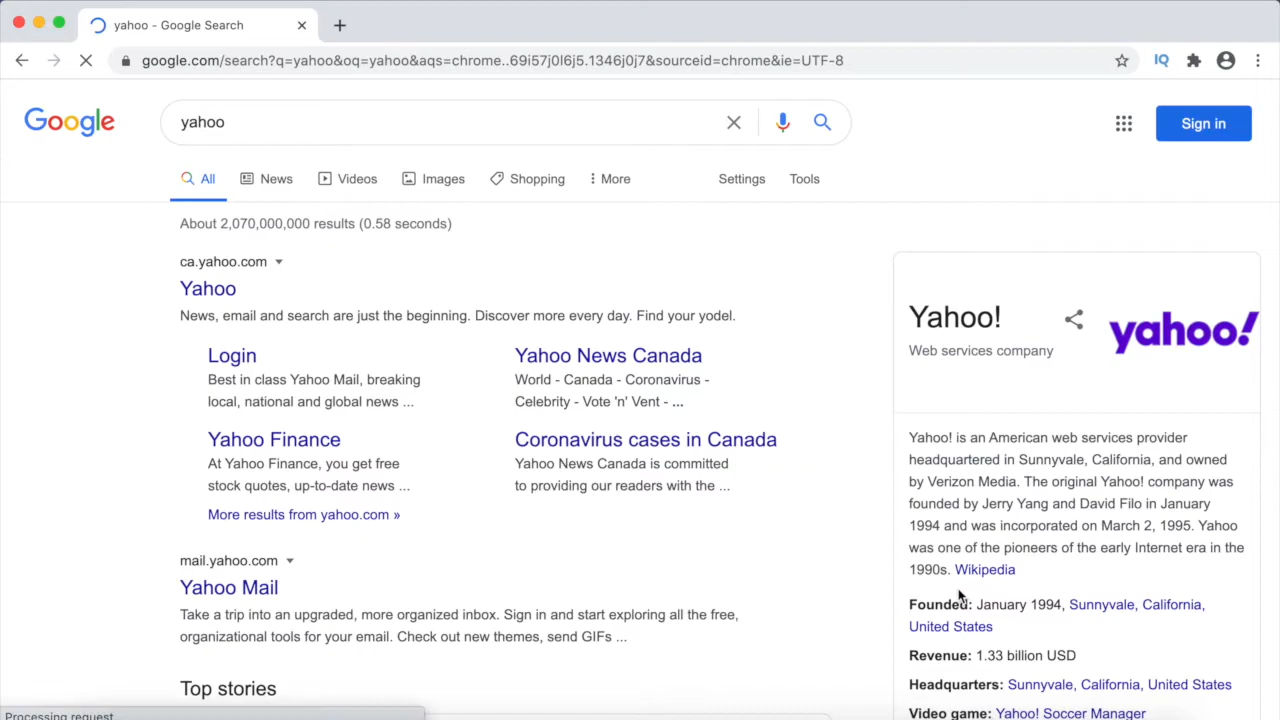 yahoo - Google Search
google.com/search?q=yahoo&oq=yahoo&aqs=chrome..69i57j0l6j5.1346j0j7&sourceid=chrome&ie=UTF-8
IQ
Google
yahoo
Sign in
All
News
Videos
Images
Shopping
More
Settings
Tools
About 2,070,000,000 results (0.58 seconds)
ca.yahoo.com
Yahoo
News, email and search are just the beginning. Discover more every day. Find your yodel.
Login
Best in class Yahoo Mail, breaking
local, national and global news ...
Yahoo News Canada
World - Canada - Coronavirus -
Celebrity - Vote 'n' Vent - ...
Yahoo Finance
At Yahoo Finance, you get free
stock quotes, up-to-date news ...
Coronavirus cases in Canada
Yahoo News Canada is committed
to providing our readers with the ...
More results from yahoo.com »
mail.yahoo.com
Yahoo Mail
Take a trip into an upgraded, more organized inbox. Sign in and start exploring all the free,
organizational tools for your email. Check out new themes, send GIFs ...
Top stories
Processing request
Yahoo!
Web services company
yahoo!
Yahoo! is an American web services provider
headquartered in Sunnyvale, California, and owned
by Verizon Media. The original Yahoo! company was
founded by Jerry Yang and David Filo in January
1994 and was incorporated on March 2, 1995. Yahoo
was one of the pioneers of the early Internet era in the
1990s. Wikipedia
Founded: January 1994, Sunnyvale, California,
United States
Revenue: 1.33 billion USD
Headquarters: Sunnyvale, California, United States
Video game: Yahoo! Soccer Manager